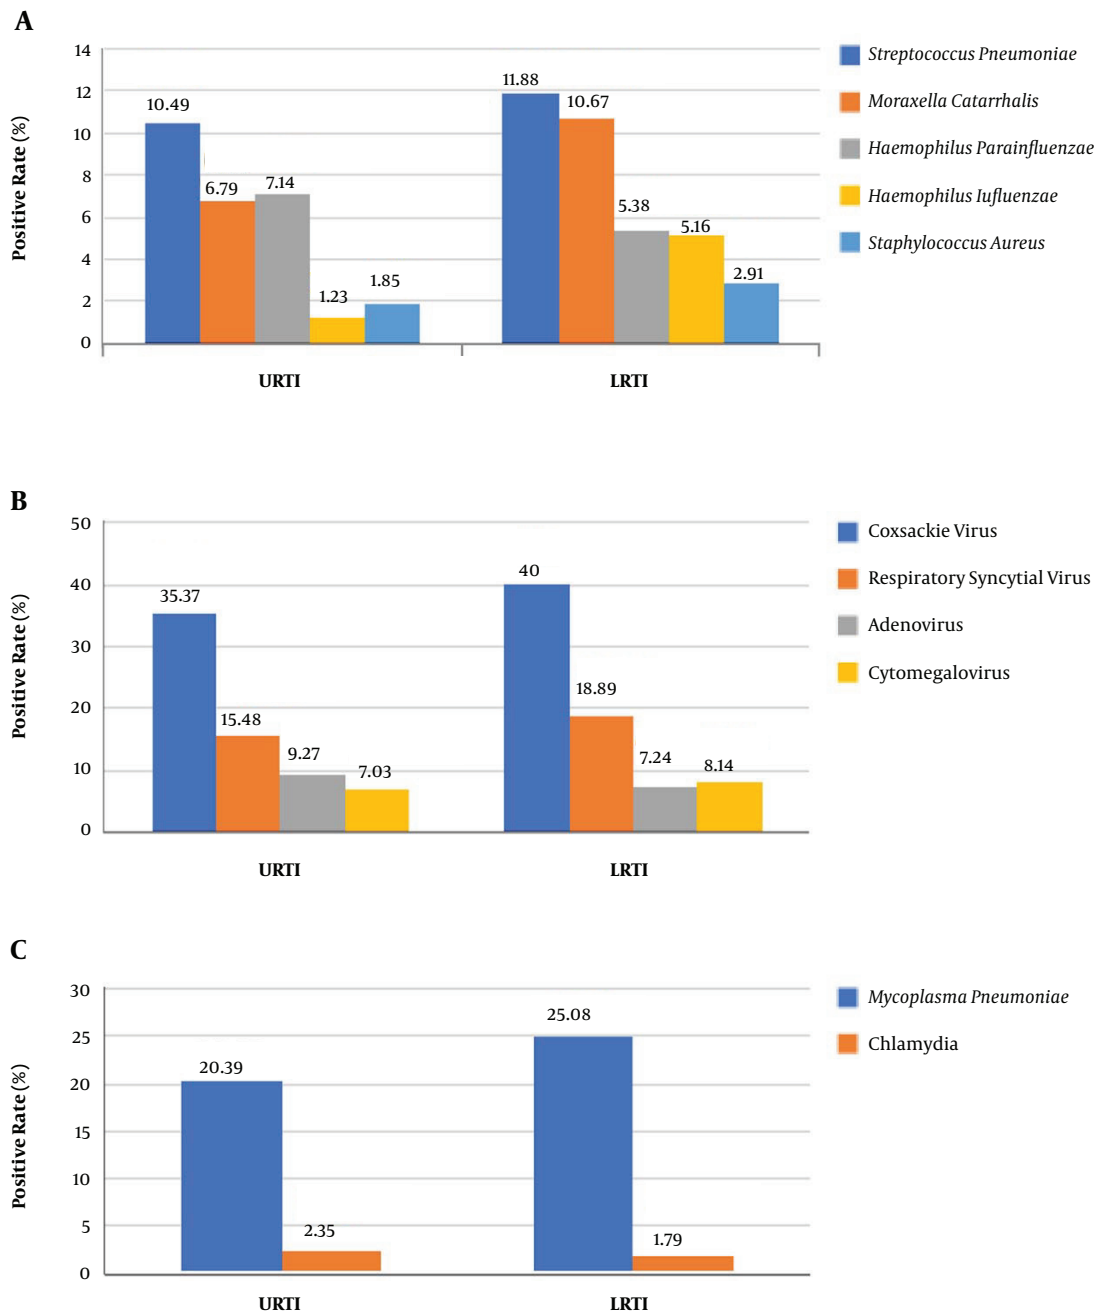 A
Positive Rate (%)
14
12
10
8
6
4
2
0
10.49
6.79
7.14
1.23
1.85
11.88
10.67
5.38
5.16
2.91
URTI
LRTI
Streptococcus Pneumoniae
Moraxella Catarrhalis
Haemophilus Parainfluenzae
Haemophilus Iufluenzae
Staphylococcus Aureus
B
Positive Rate (%)
50
40
30
20
10
0
35.37
15.48
9.27
7.03
40
18.89
7.24
8.14
URTI
LRTI
Coxsackie Virus
Respiratory Syncytial Virus
Adenovirus
Cytomegalovirus
C
Positive Rate (%)
30
25
20
15
10
5
0
20.39
2.35
25.08
1.79
URTI
LRTI
Mycoplasma Pneumoniae
Chlamydia